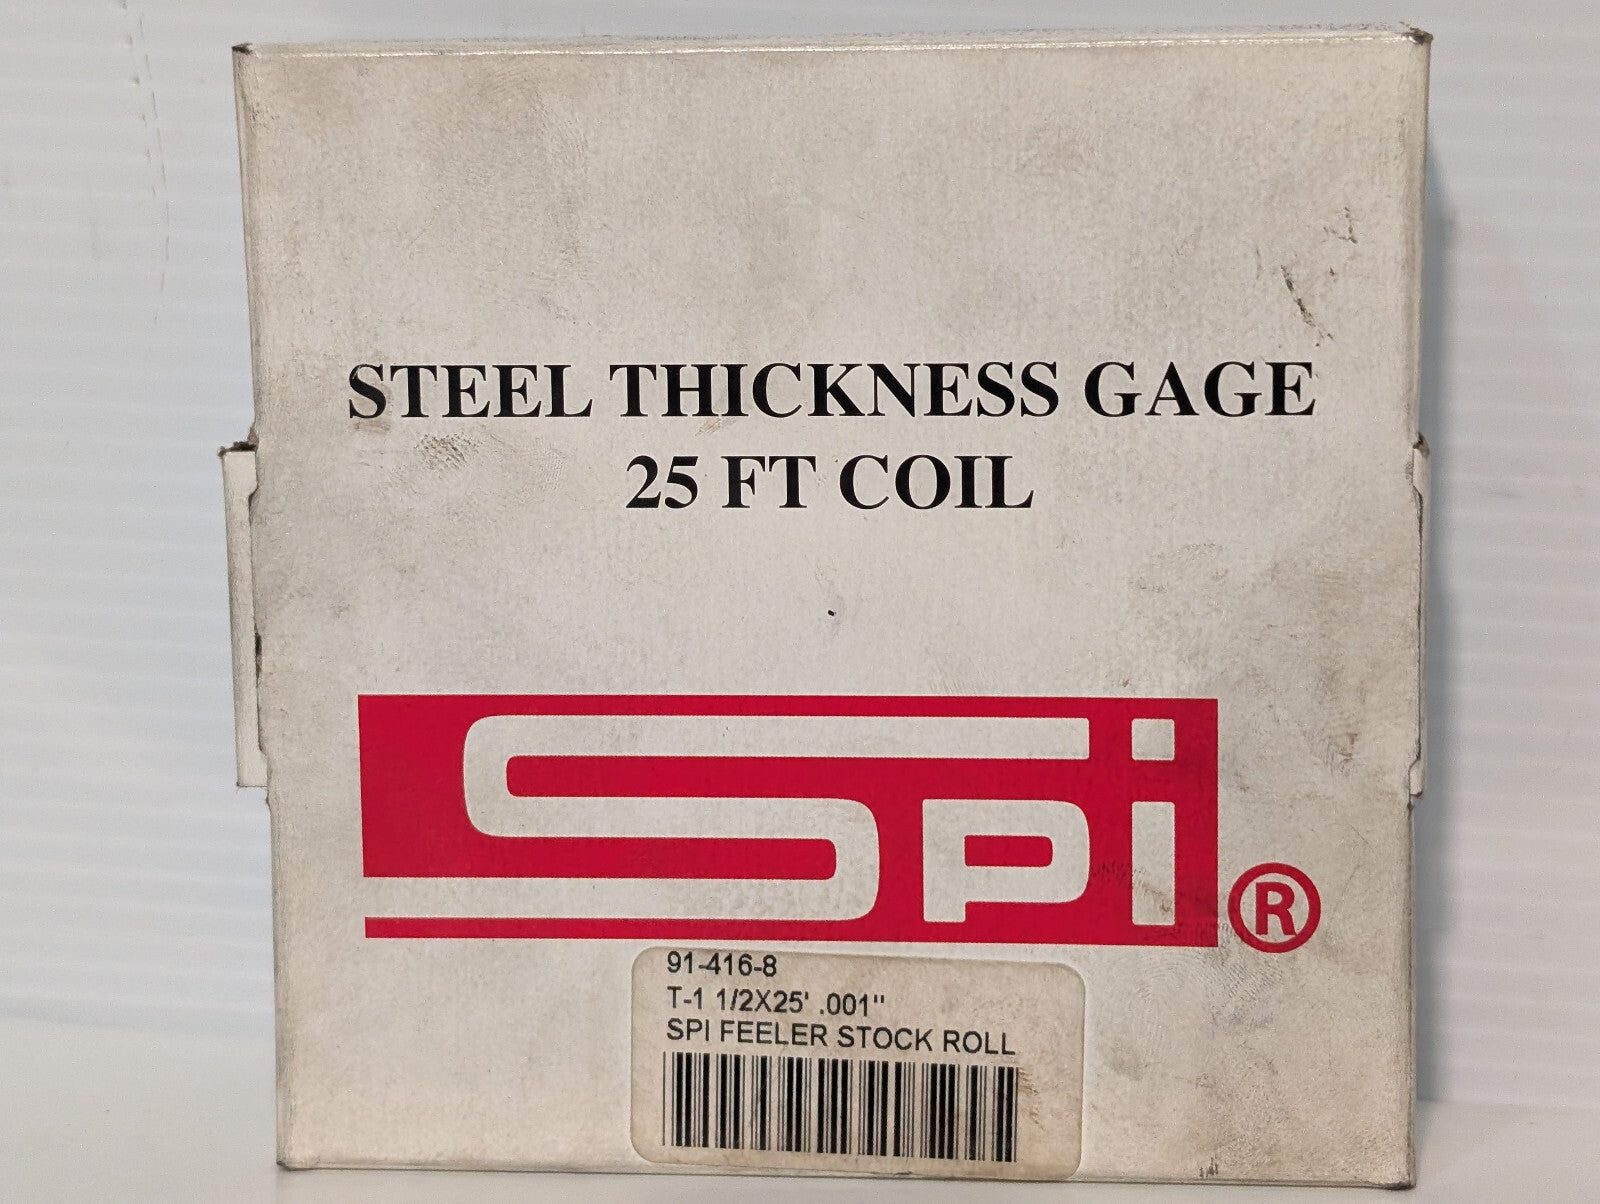 STEEL THICKNESS GAGE
25 FT COIL
Spi®
91-416-8
T-1 1/2X25' .001"
SPI FEELER STOCK ROLL